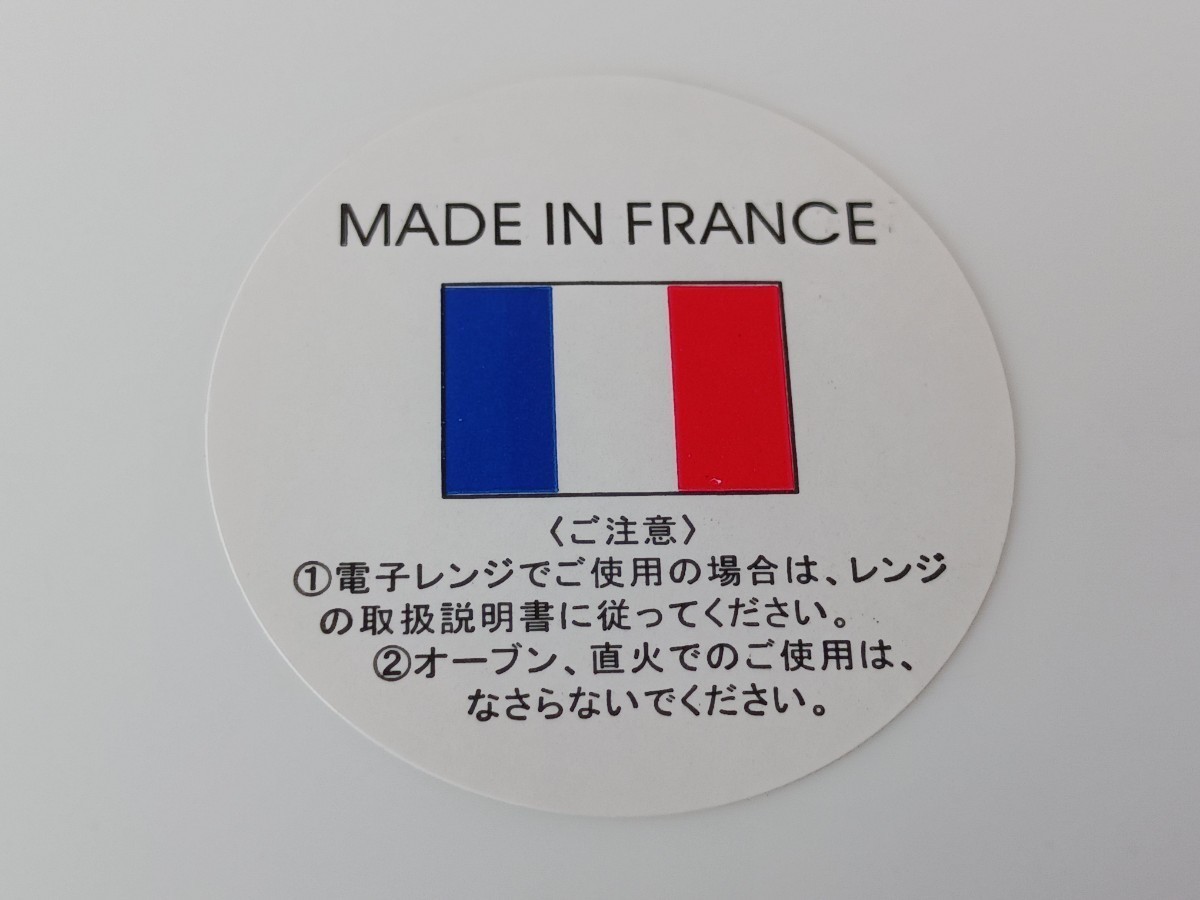 MADE IN FRANCE
〈ご注意〉
①電子レンジでご使用の場合は、レンジ
の取扱説明書に従ってください。
②オーブン、直火でのご使用は、
なさらないでください。